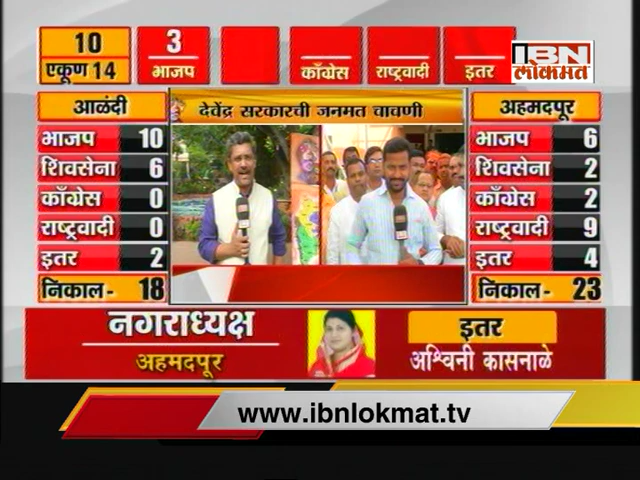 10
एकूण 14
3
भाजप
काँग्रेस
राष्ट्रवादी
इतर
IBN
लोकमत
आळंदी
भाजप 10
शिवसेना 6
काँग्रेस 0
राष्ट्रवादी 0
इतर 2
निकाल- 18
देवेंद्र सरकारची जनमत चाचणी
अहमदपूर
भाजप 6
शिवसेना 2
काँग्रेस 2
राष्ट्रवादी 9
इतर 4
निकाल- 23
नगराध्यक्ष
अहमदपूर
इतर
अश्विनी कासनाळे
www.ibnlokmat.tv